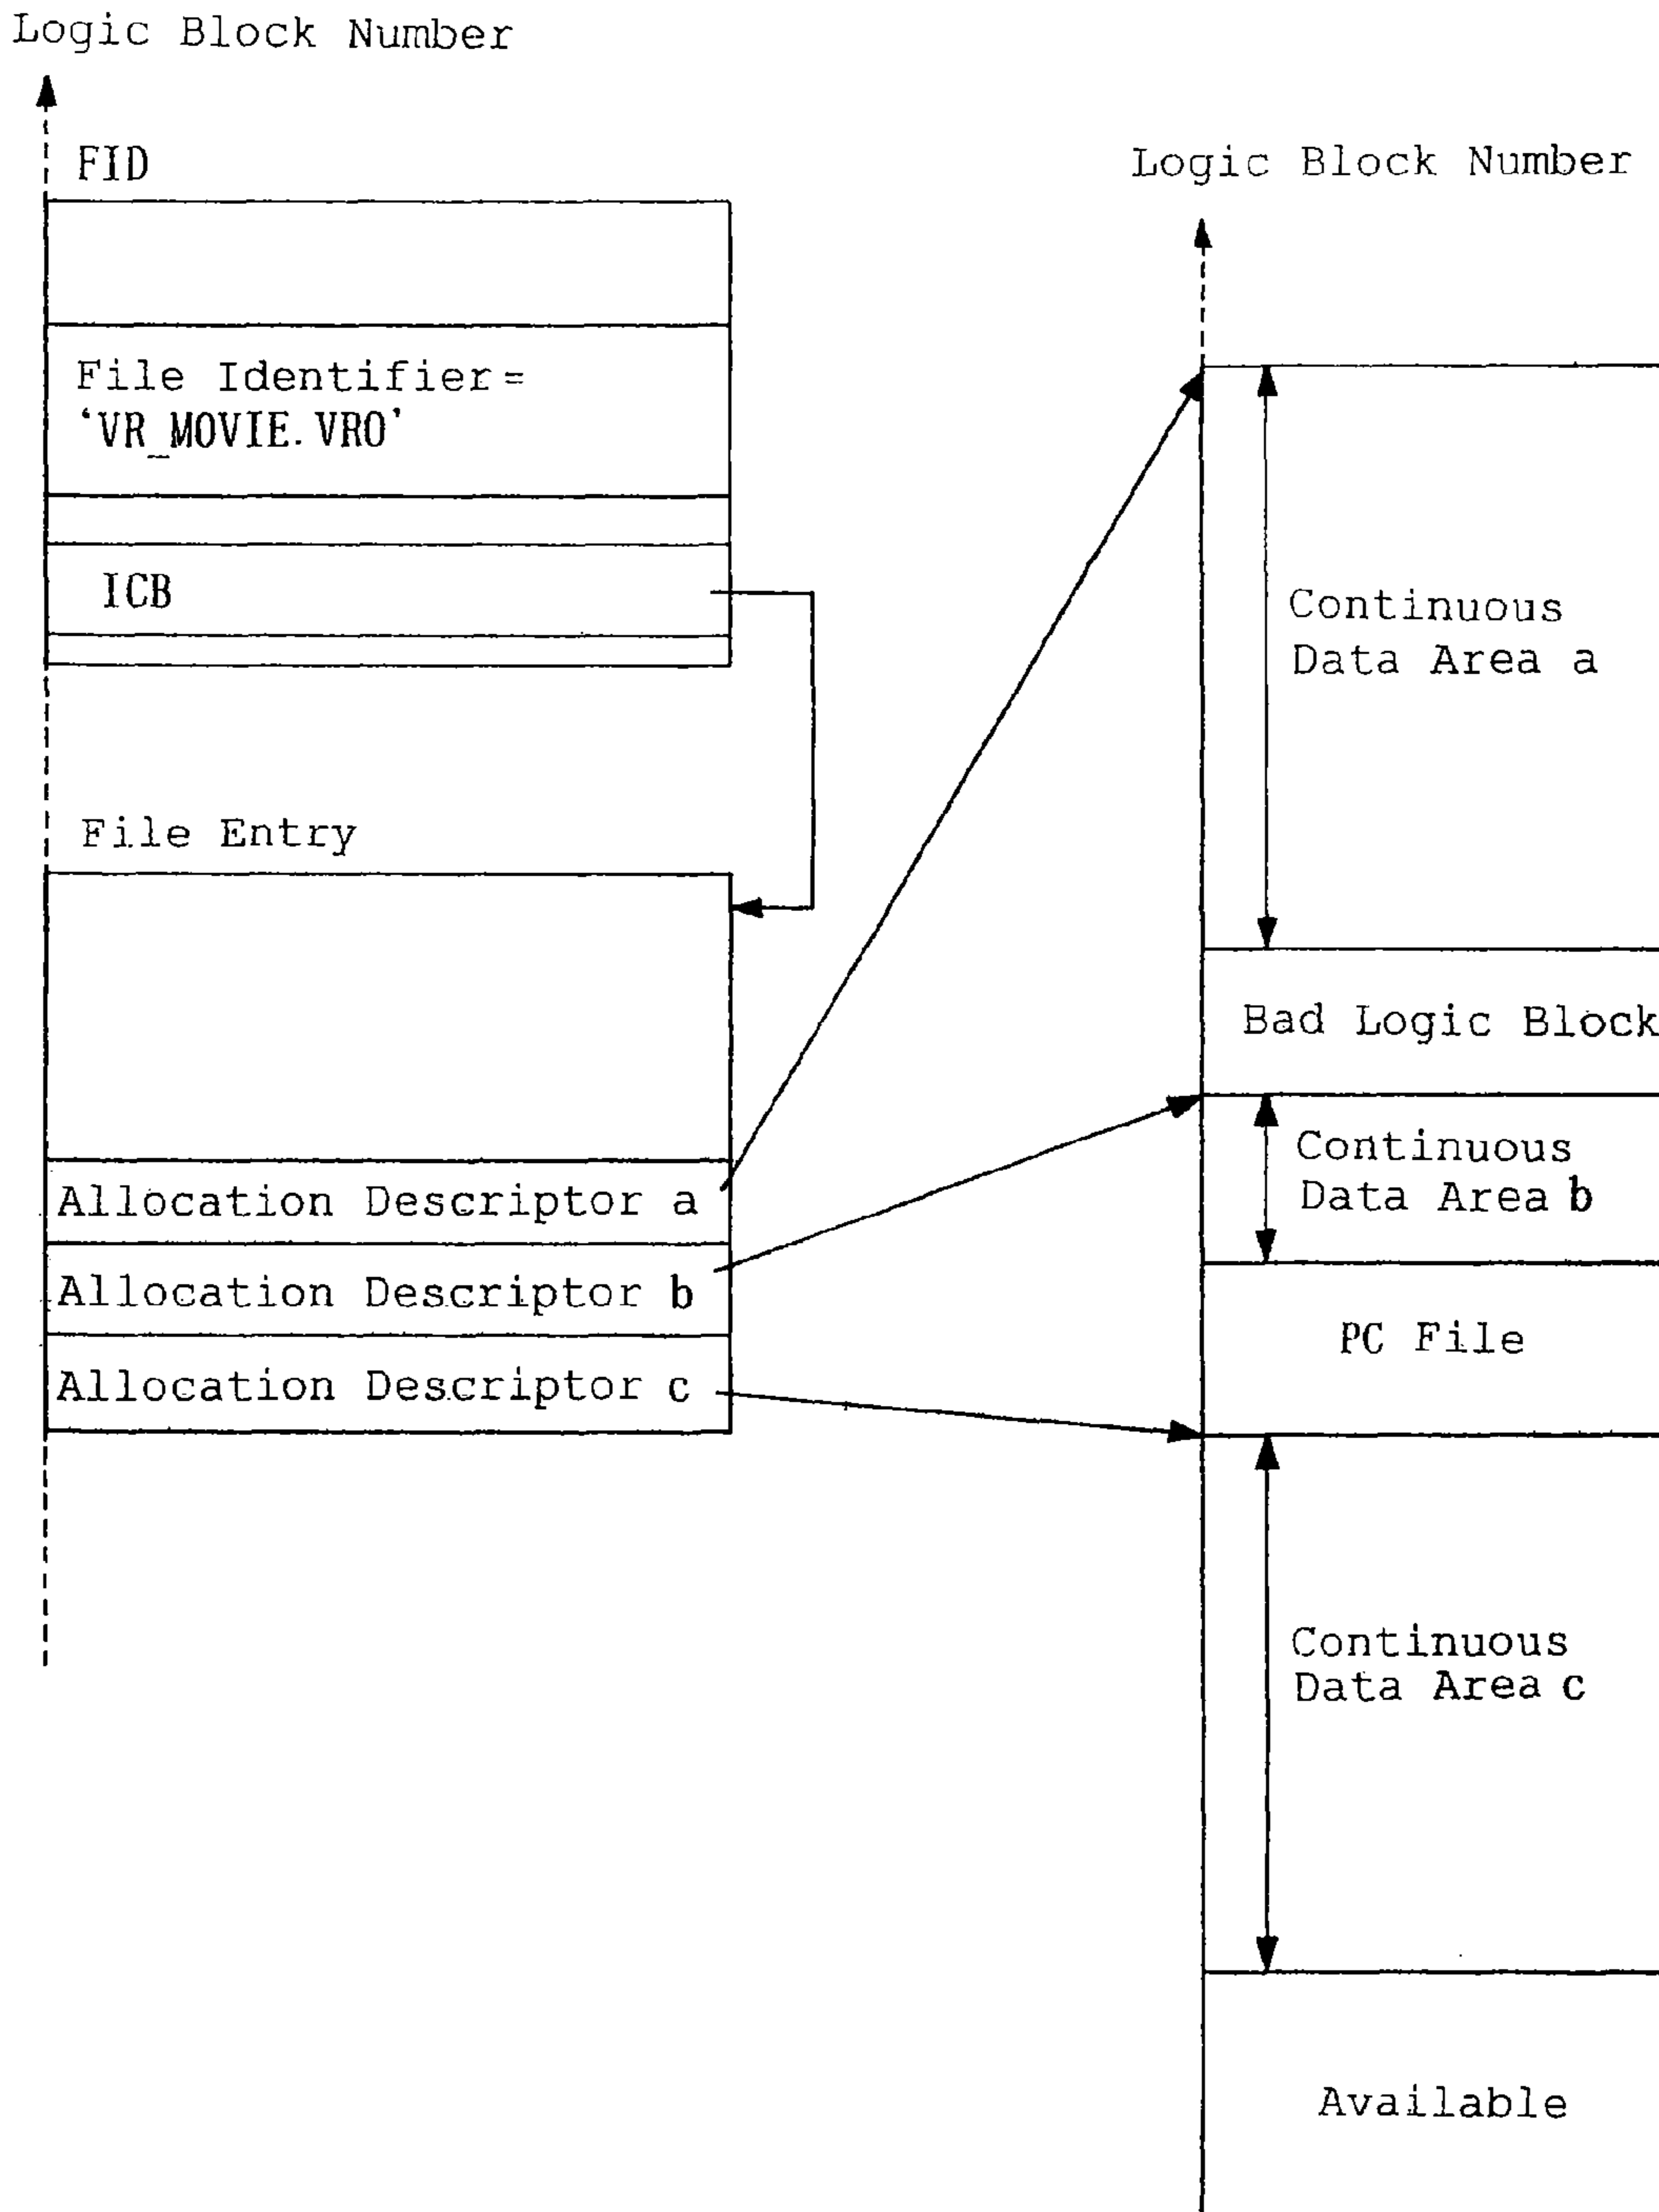 Logic Block Number
FID
File Identifier=
‘VR_MOVIE.VRO’
ICB
File Entry
Allocation Descriptor a
Allocation Descriptor b
Allocation Descriptor c
Logic Block Number
Continuous
Data Area a
Bad Logic Block
Continuous
Data Area b
PC File
Continuous
Data Area c
Available